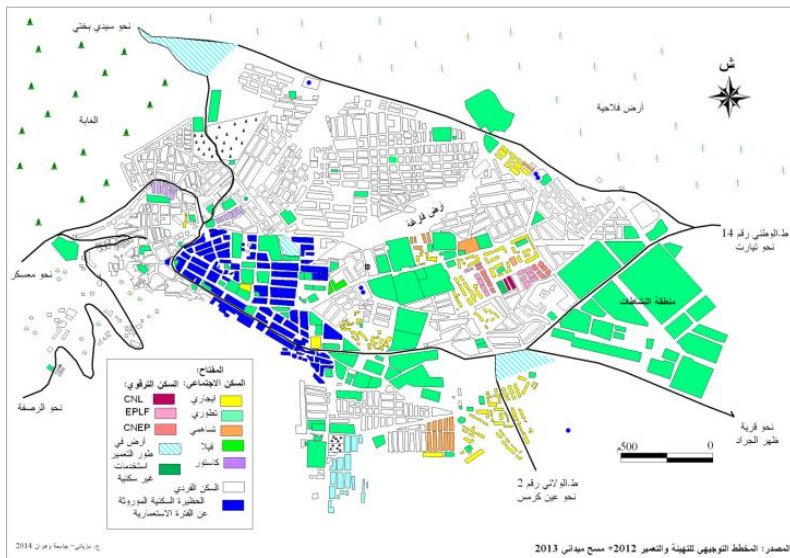 نحو سيدي بختي
ش
أرض فلاحية
الغابة
أرض فارغة
ط.الوطني رقم 14
نحو تيارت
نحو معسكر
منطقة النشاطات
نحو الرصفة
نحو قرية
ظهر الجراد
500م
0
ط.الولائي رقم 2
نحو عين كرمس
المفتاح:
السكن الاجتماعي:
إيجاري
تطوري
تساهمي
فيلا
كاستور
السكن الفردي
الحظيرة السكنية الموروثة
عن الفترة الاستعمارية
السكن الترقوي:
CNL
EPLF
CNEP
أرض في
طور التعمير
استخدامات
غير سكنية
المصدر: المخطط التوجيهي للتهيئة والتعمير 2012+ مسح ميداني 2013
جامعة وهران 2014